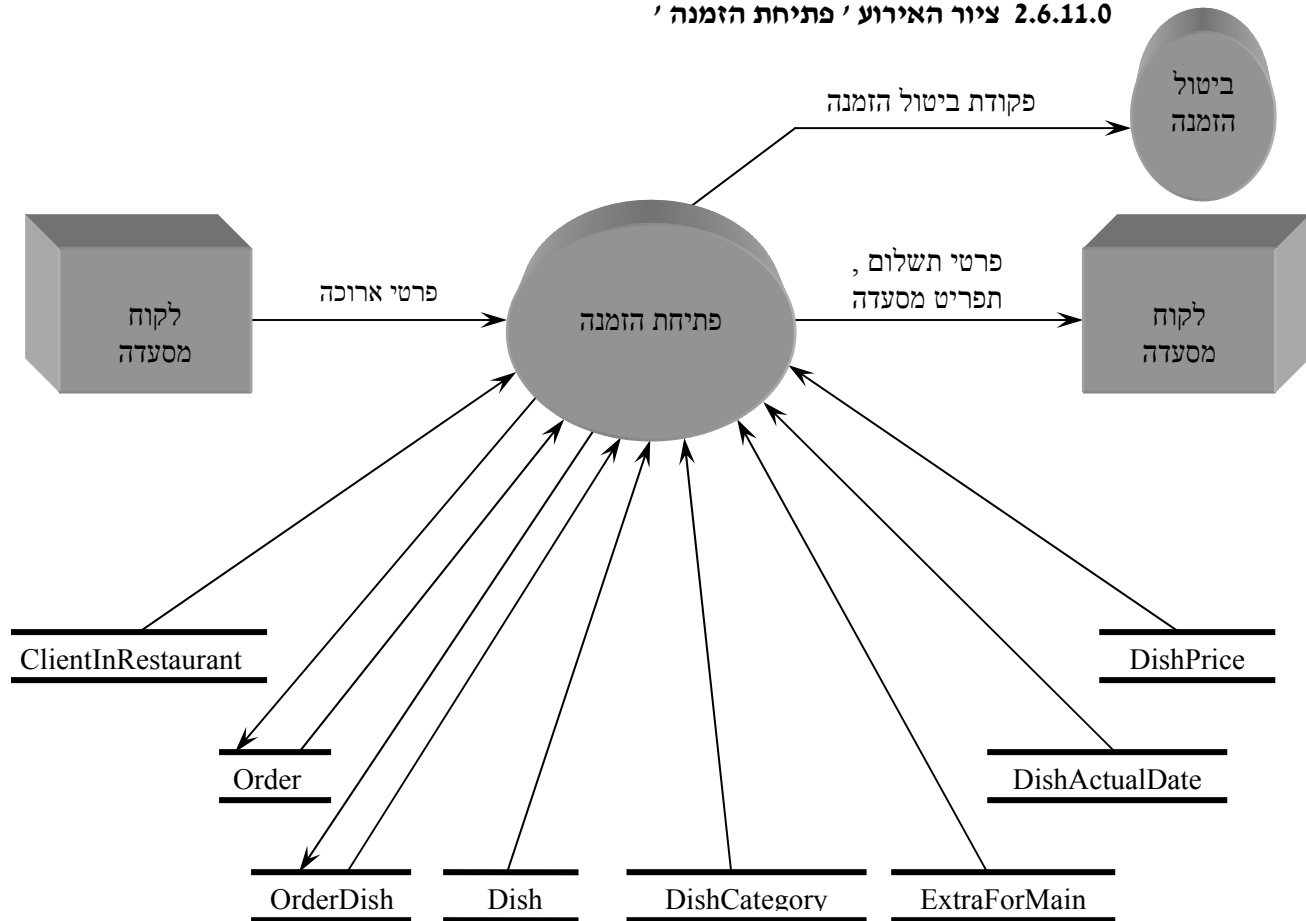 2.6.11.0 ציור האירוע ' פתיחת הזמנה '
ביטול
הזמנה
פקודת ביטול הזמנה
פרטי תשלום ,
תפריט מסעדה
לקוח
מסעדה
פתיחת הזמנה
פרטי ארוכה
לקוח
מסעדה
ClientInRestaurant
DishPrice
Order
DishActualDate
OrderDish
Dish
DishCategory
ExtraForMain